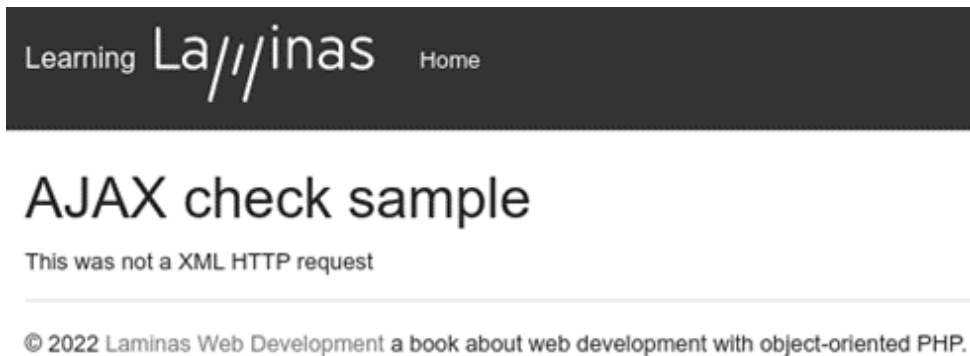 Learning Laminas Home
AJAX check sample
This was not a XML HTTP request
© 2022 Laminas Web Development a book about web development with object-oriented PHP.